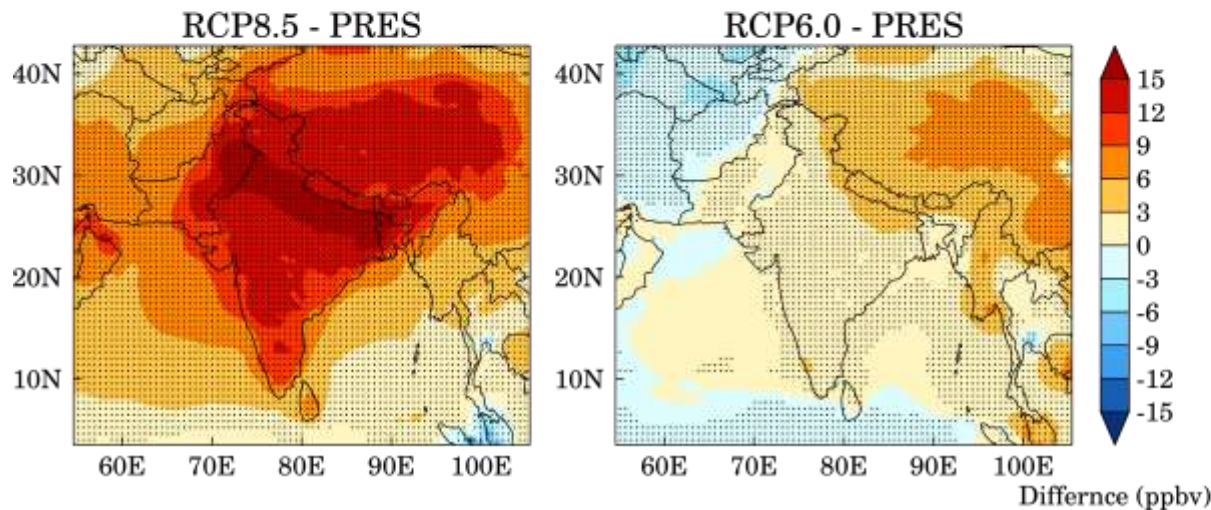 RCP8.5 - PRES
RCP6.0 - PRES
40N
30N
20N
10N
60E 70E 80E 90E 100E
40N
30N
20N
10N
60E 70E 80E 90E 100E
15
12
9
6
3
0
-3
-6
-9
-12
-15
Differnce (ppbv)